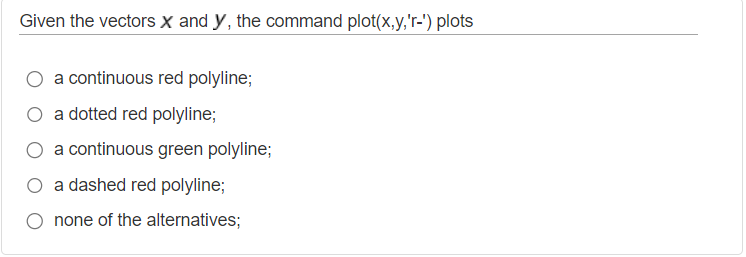 Given the vectors x and y, the command plot(x,y,'r-') plots
a continuous red polyline;
a dotted red polyline;
a continuous green polyline;
a dashed red polyline;
none of the alternatives;